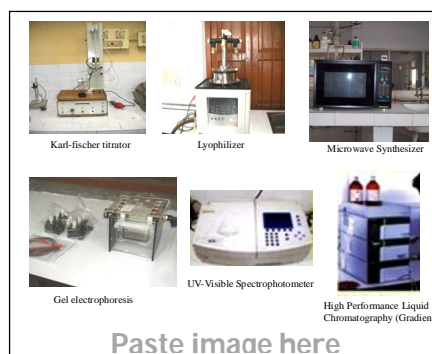 Karl-fischer titrator
Lyophilizer
Microwave Synthesizer
Gel electrophoresis
UV-Visible Spectrophotometer
High Performance Liquid
Chromatography (Gradien
Paste image here